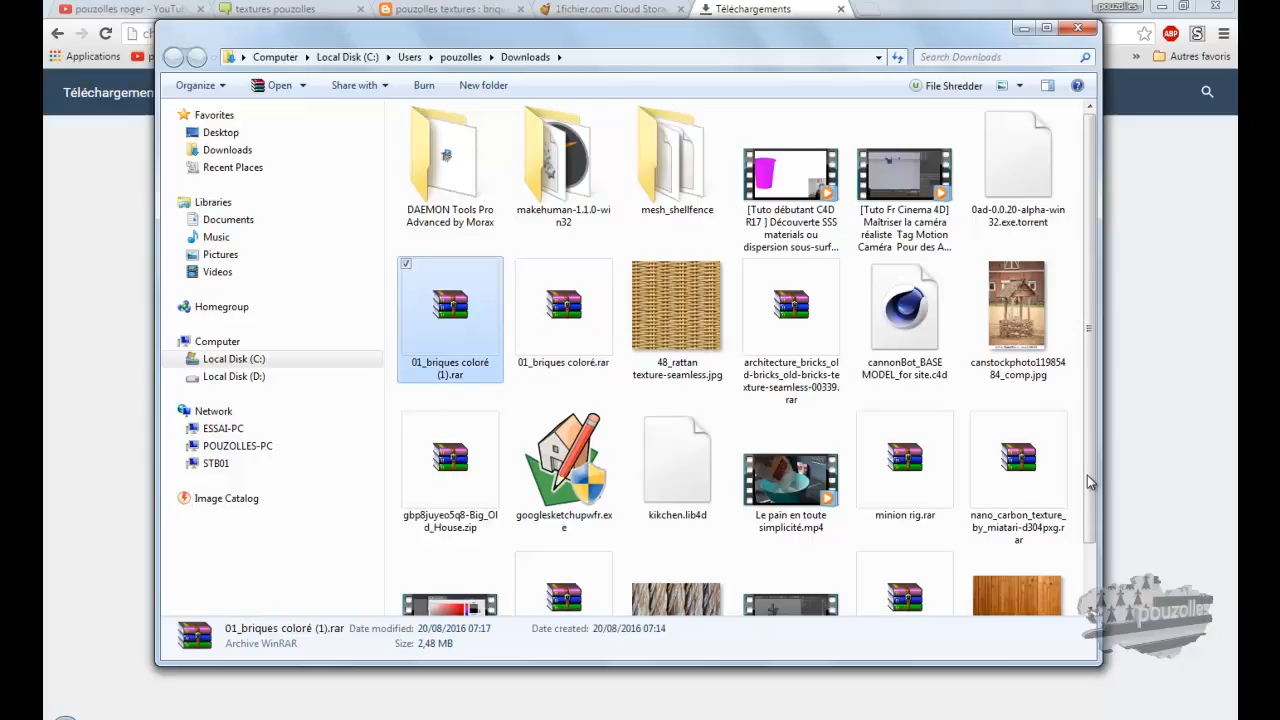 pouzolles roger - YouTu
textures pouzolles
pouzolles textures : briqu
1fichier.com: Cloud Stora
Téléchargements
pouzolles
Applications
Autres favoris
Téléchargemen
Computer
Local Disk (C:)
Users
pouzolles
Downloads
Search Downloads
Organize
Open
Share with
Burn
New folder
File Shredder
Favorites
Desktop
Downloads
Recent Places
Libraries
Documents
Music
Pictures
Videos
Homegroup
Computer
Local Disk (C:)
Local Disk (D:)
Network
ESSAI-PC
POUZOLLES-PC
STB01
Image Catalog
DAEMON Tools Pro
Advanced by Morax
makehuman-1.1.0-wi
n32
mesh_shellfence
[Tuto débutant C4D
R17 ] Découverte SSS
materials ou
dispersion sous-surf...
[Tuto Fr Cinema 4D]
Maîtriser la caméra
réaliste Tag Motion
Caméra Pour des A...
0ad-0.0.20-alpha-win
32.exe.torrent
01_briques coloré
(1).rar
01_briques coloré.rar
48_rattan
texture-seamless.jpg
architecture_bricks_ol
d-bricks_old-bricks-te
xture-seamless-00339.
rar
cannonBot_BASE
MODEL_for site.c4d
canstockphoto119854
84_comp.jpg
gbp8juyeo5q8-Big_Ol
d_House.zip
googlesketchupwfr.ex
e
kikchen.lib4d
Le pain en toute
simplicité.mp4
minion rig.rar
nano_carbon_texture_
by_miatari-d304pxg.r
ar
01_briques coloré (1).rar
Date modified: 20/08/2016 07:17
Date created: 20/08/2016 07:14
Archive WinRAR
Size: 2,48 MB
pouzolles